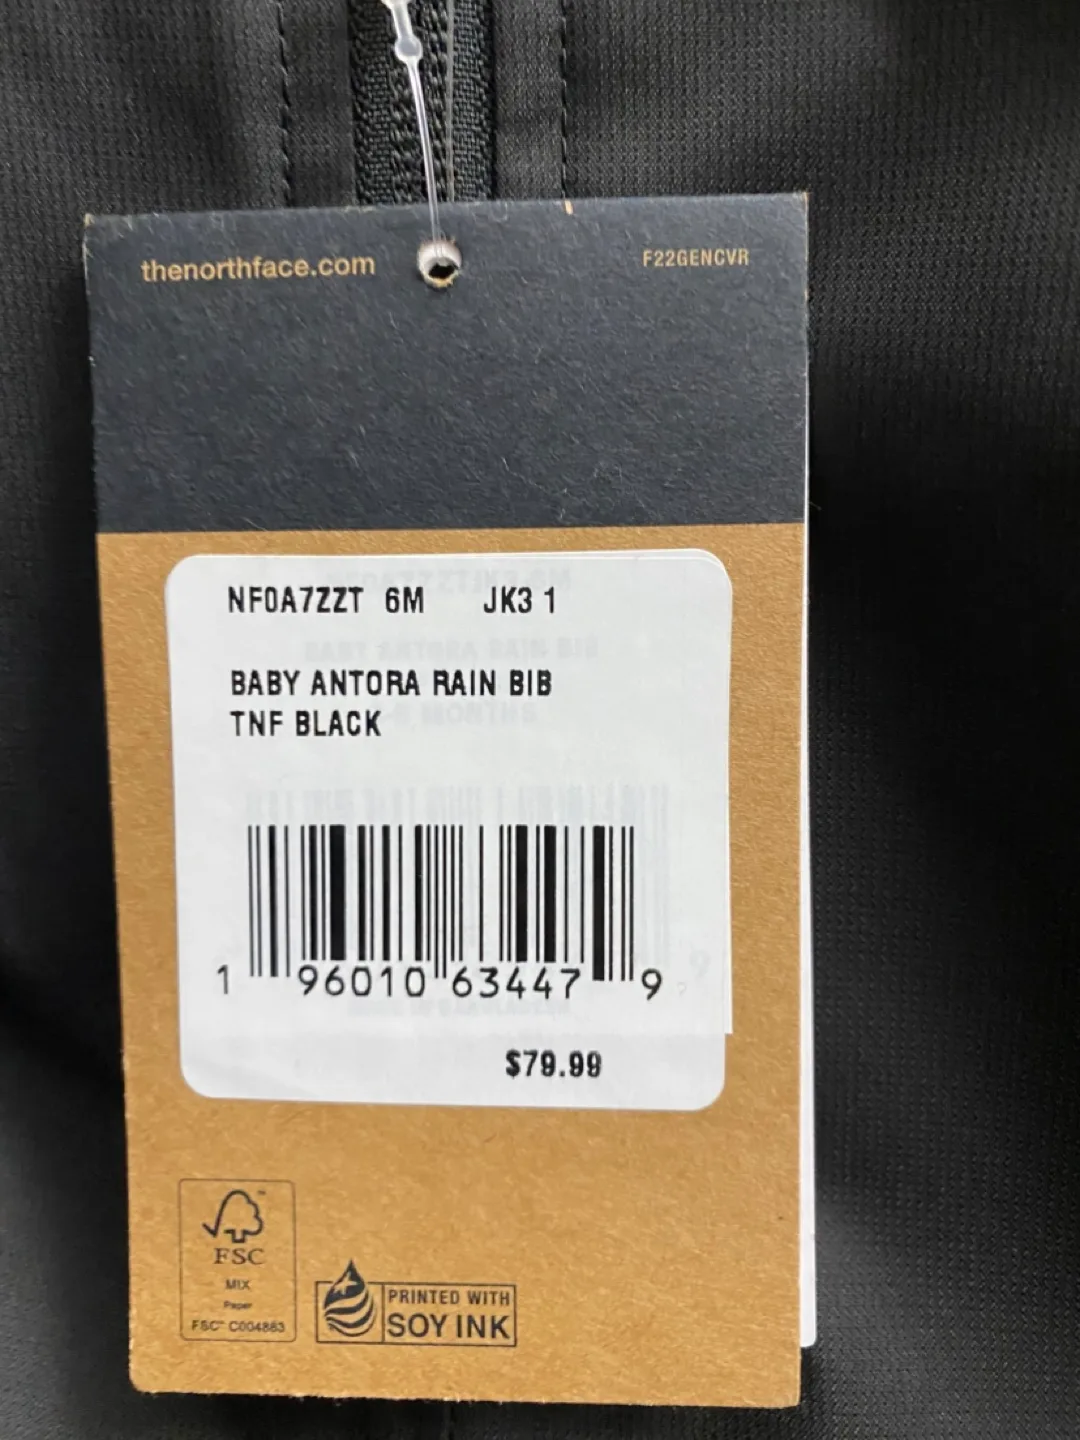 thenorthface.com
F22GENCVR
NF0A7ZZT 6M JK3 1
BABY ANTORA RAIN BIB
TNF BLACK
1 96010 63447 9
$79.99
FSC
MIX
Paper
FSC™ C004863
PRINTED WITH
SOY INK